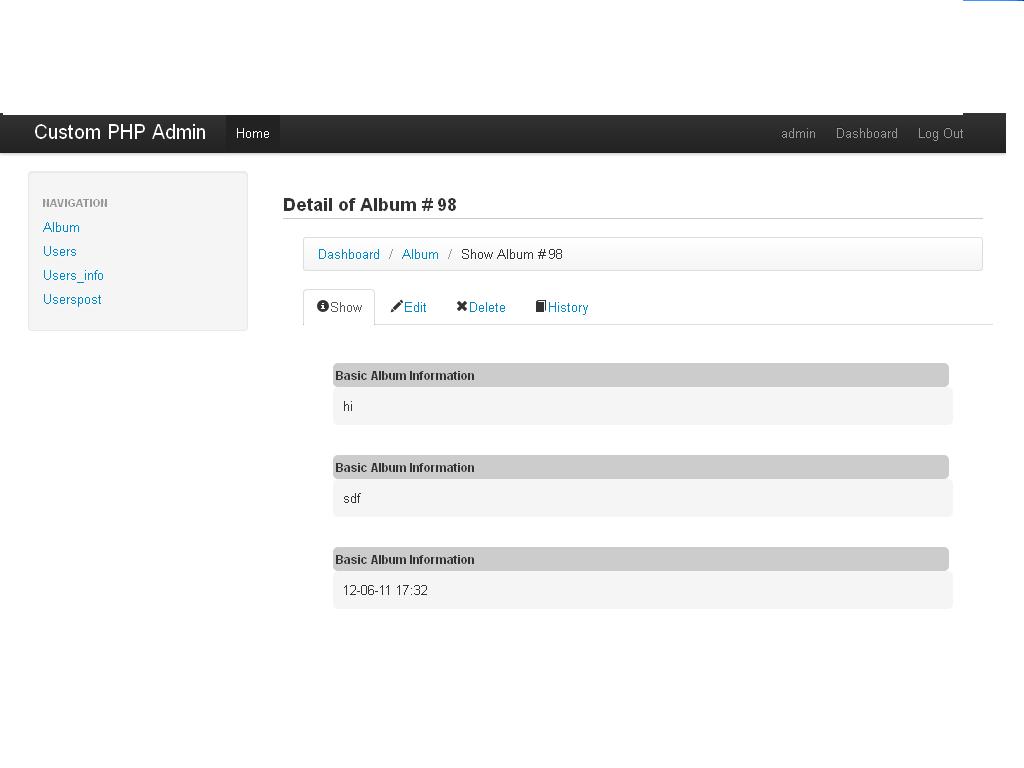 Custom PHP Admin Home admin Dashboard Log Out
NAVIGATION
Album
Users
Users_info
Userspost
Detail of Album # 98
Dashboard / Album / Show Album #98
Show Edit Delete History
Basic Album Information
hi
Basic Album Information
sdf
Basic Album Information
12-06-11 17:32